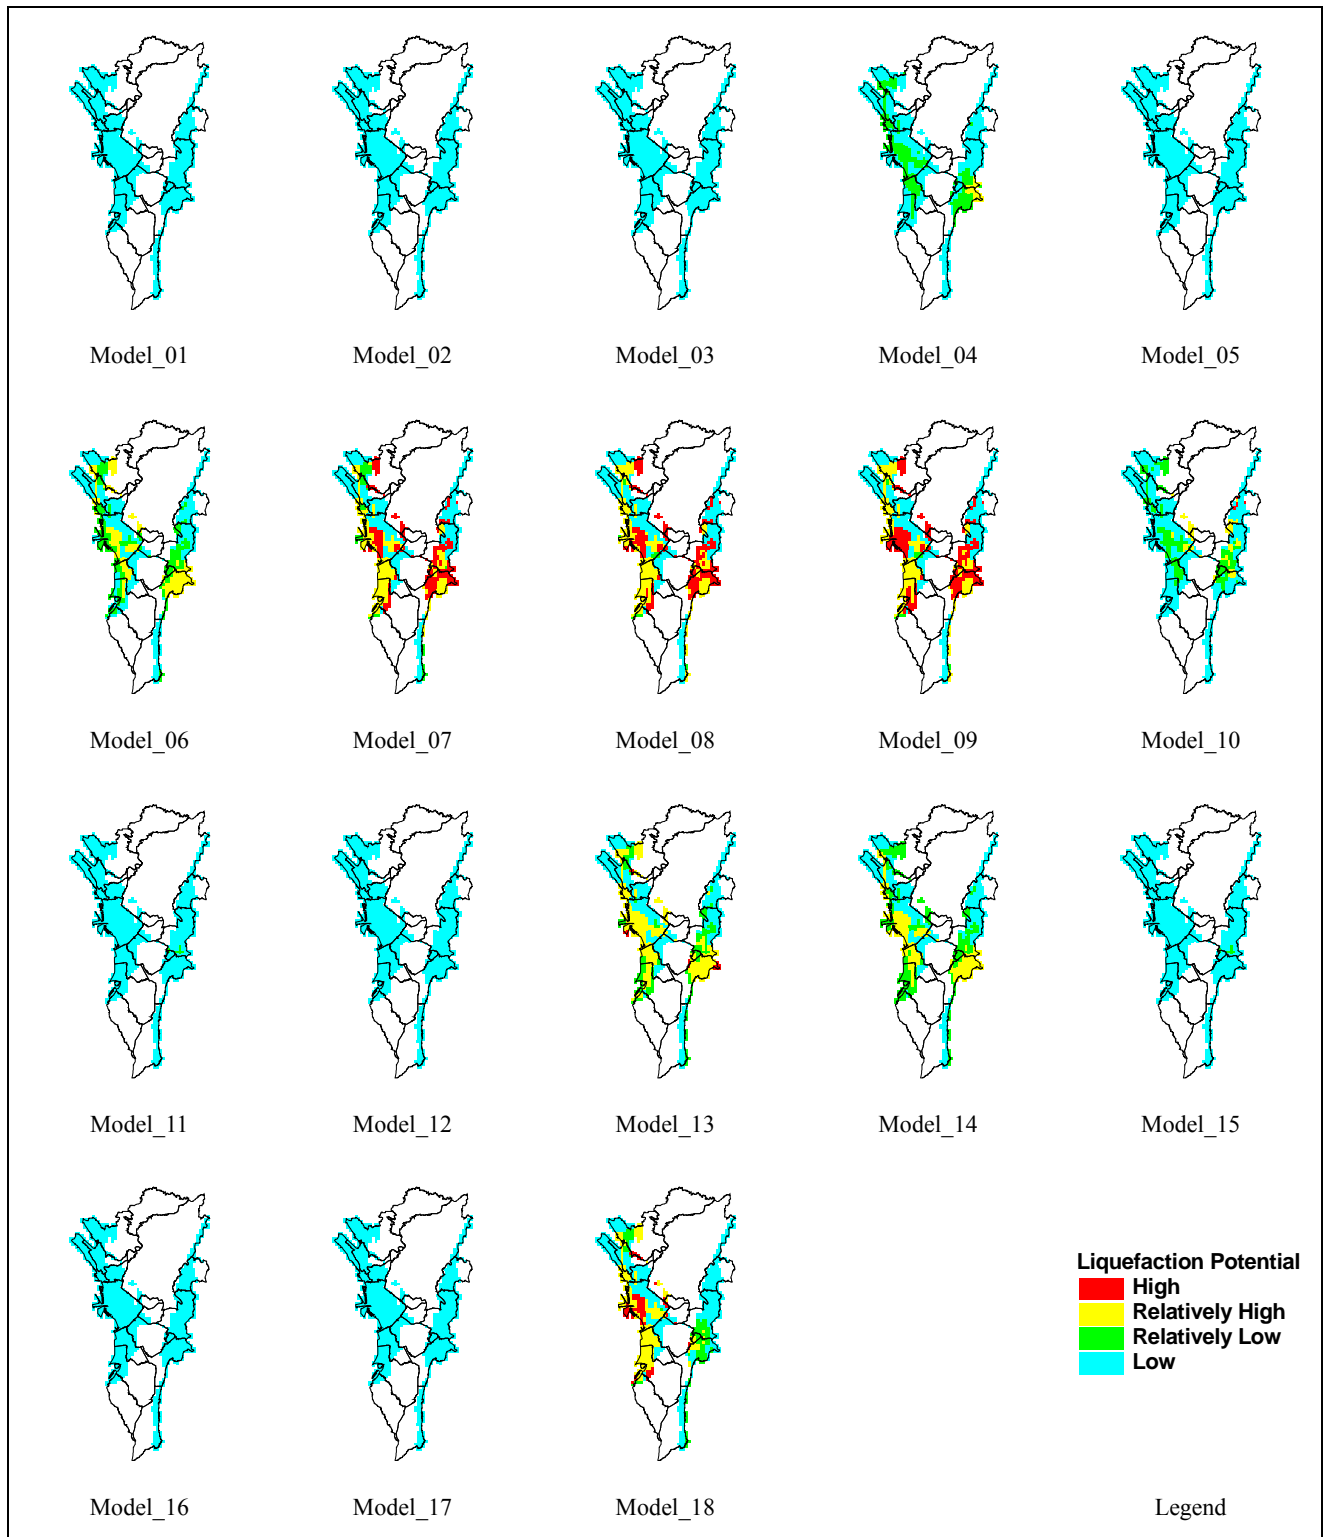 Model_01
Model_02
Model_03
Model_04
Model_05
Model_06
Model_07
Model_08
Model_09
Model_10
Model_11
Model_12
Model_13
Model_14
Model_15
Model_16
Model_17
Model_18
Liquefaction Potential
High
Relatively High
Relatively Low
Low
Legend